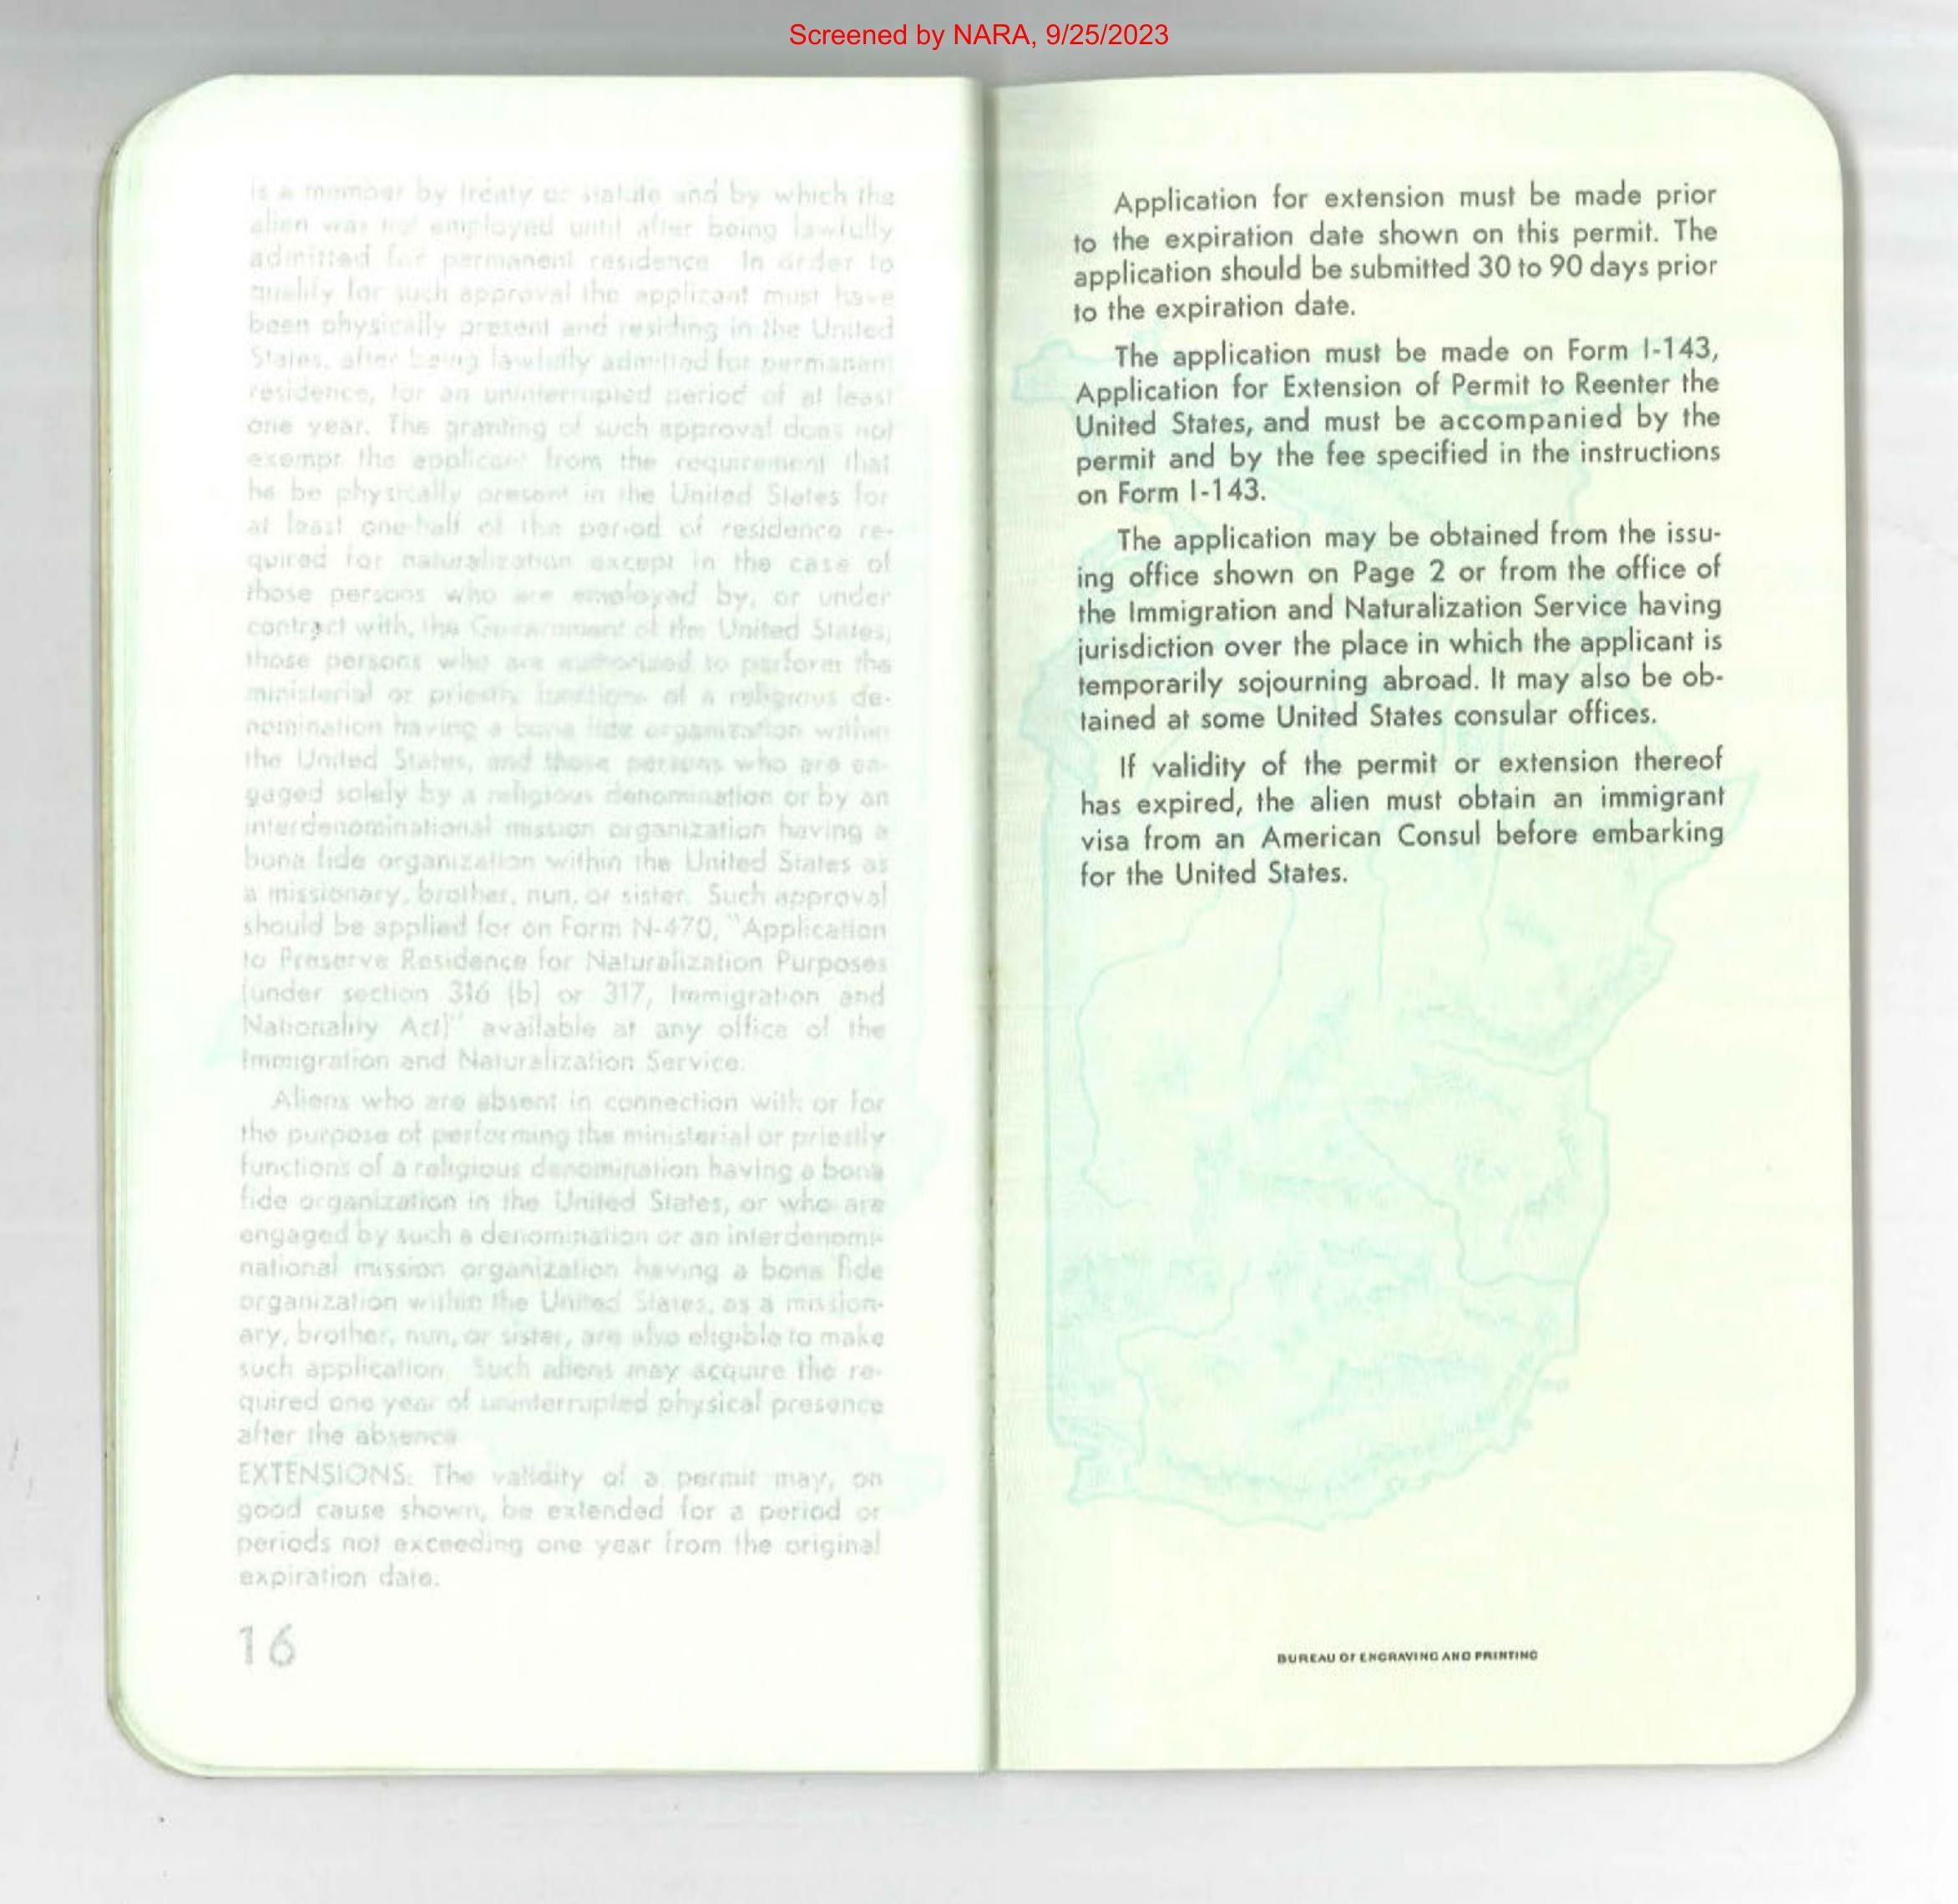 Screened by NARA, 9/25/2023
is a member by treaty or statute and by which the
alien was not employed until after being lawfully
admitted for permanent residence. In order to
qualify for such approval the applicant must have
been physically present and residing in the United
States, after being lawfully admitted for permanent
residence, for an uninterrupted period of at least
one year. The granting of such approval does not
exempt the applicant from the requirement that
he be physically present in the United States for
at least one-half of the period of residence re-
quired for naturalization except in the case of
those persons who are employed by, or under
contract with, the Government of the United States;
those persons who are authorized to perform the
ministerial or priestly functions of a religious de-
nomination having a bona fide organization within
the United States, and those persons who are en-
gaged solely by a religious denomination or by an
interdenominational mission organization having a
bona fide organization within the United States as
a missionary, brother, nun, or sister. Such approval
should be applied for on Form N-470, "Application
to Preserve Residence for Naturalization Purposes
(under section 316 (b) or 317, Immigration and
Nationality Act)" available at any office of the
Immigration and Naturalization Service.
Aliens who are absent in connection with or for
the purpose of performing the ministerial or priestly
functions of a religious denomination having a bona
fide organization in the United States, or who are
engaged by such a denomination or an interdenomi-
national mission organization having a bona fide
organization within the United States, as a mission-
ary, brother, nun, or sister, are also eligible to make
such application. Such aliens may acquire the re-
quired one year of uninterrupted physical presence
after the absence
EXTENSIONS: The validity of a permit may, on
good cause shown, be extended for a period or
periods not exceeding one year from the original
expiration date.
16
Application for extension must be made prior
to the expiration date shown on this permit. The
application should be submitted 30 to 90 days prior
to the expiration date.
The application must be made on Form I-143,
Application for Extension of Permit to Reenter the
United States, and must be accompanied by the
permit and by the fee specified in the instructions
on Form I-143.
The application may be obtained from the issu-
ing office shown on Page 2 or from the office of
the Immigration and Naturalization Service having
jurisdiction over the place in which the applicant is
temporarily sojourning abroad. It may also be ob-
tained at some United States consular offices.
If validity of the permit or extension thereof
has expired, the alien must obtain an immigrant
visa from an American Consul before embarking
for the United States.
BUREAU OF ENGRAVING AND PRINTING